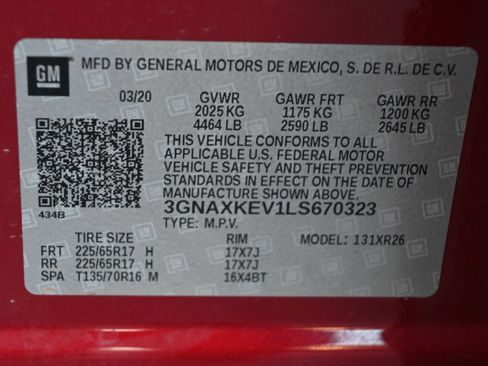 GM
MFD BY GENERAL MOTORS DE MEXICO, S. DE R.L. DE C.V.
03/20 GVWR GAWR FRT GAWR RR
2025 KG 1175 KG 1200 KG
4464 LB 2590 LB 2645 LB
THIS VEHICLE CONFORMS TO ALL
APPLICABLE U.S. FEDERAL MOTOR
VEHICLE SAFETY AND THEFT PREVENTION
STANDARDS IN EFFECT ON THE DATE OF
MANUFACTURE SHOWN ABOVE.
434B 3GNAXKEV1LS670323
TYPE: M.P.V.
TIRE SIZE RIM MODEL: 131XR26
FRT 225/65R17 H 17X7J
RR 225/65R17 H 17X7J
SPA T135/70R16 M 16X4BT